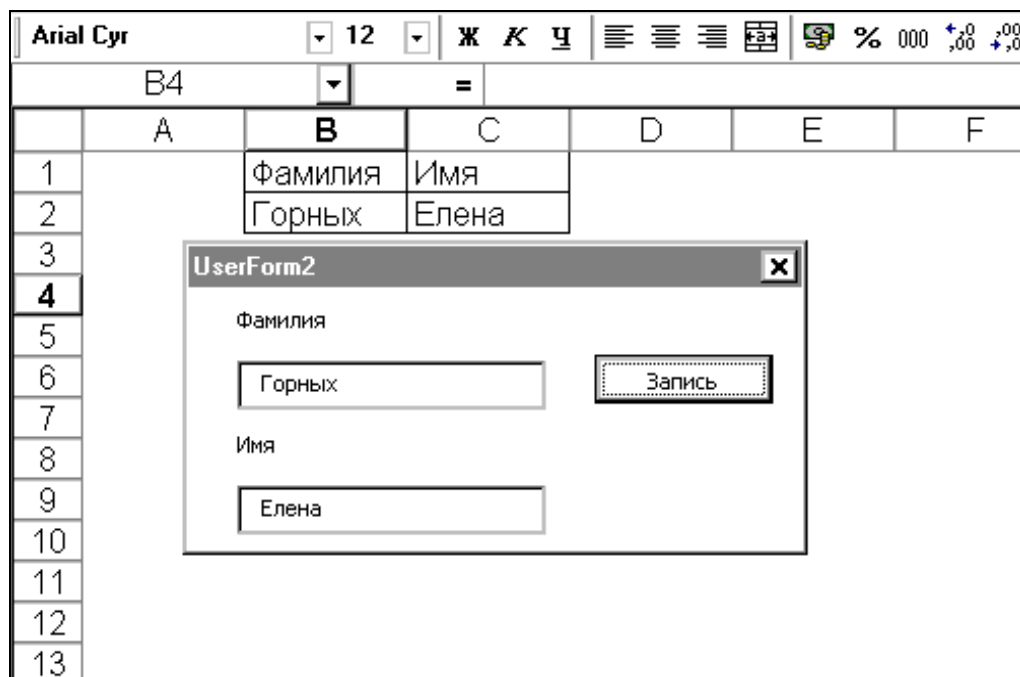 Arial Cyr 12 Ж К Ч % 000
B4 =
A B C D E F
1 Фамилия Имя
2 Горных Елена
3
UserForm2
4
Фамилия
5
6 Горных Запись
7
Имя
8
9 Елена
10
11
12
13